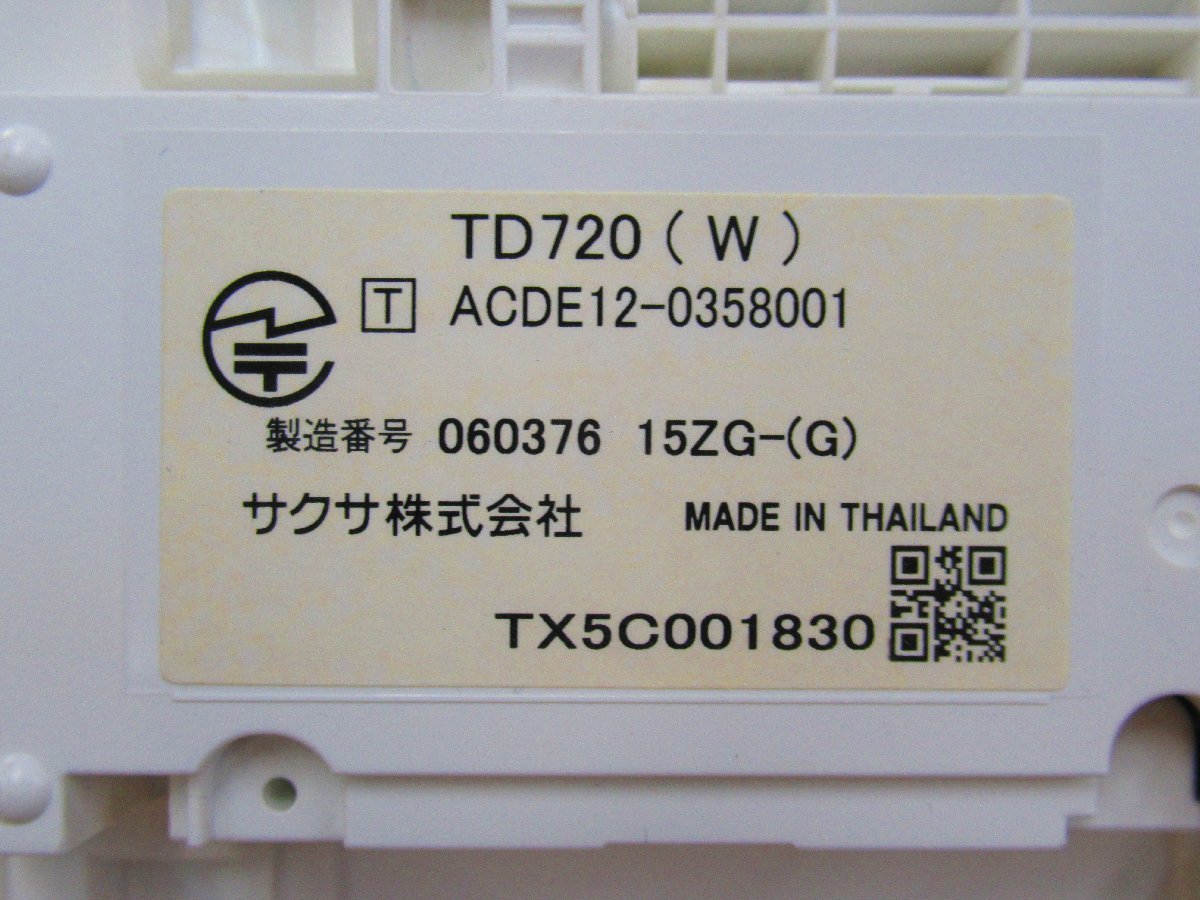 TD720 ( W )
T ACDE12-0358001
製造番号 060376 15ZG-(G)
サクサ株式会社 MADE IN THAILAND
TX5C001830